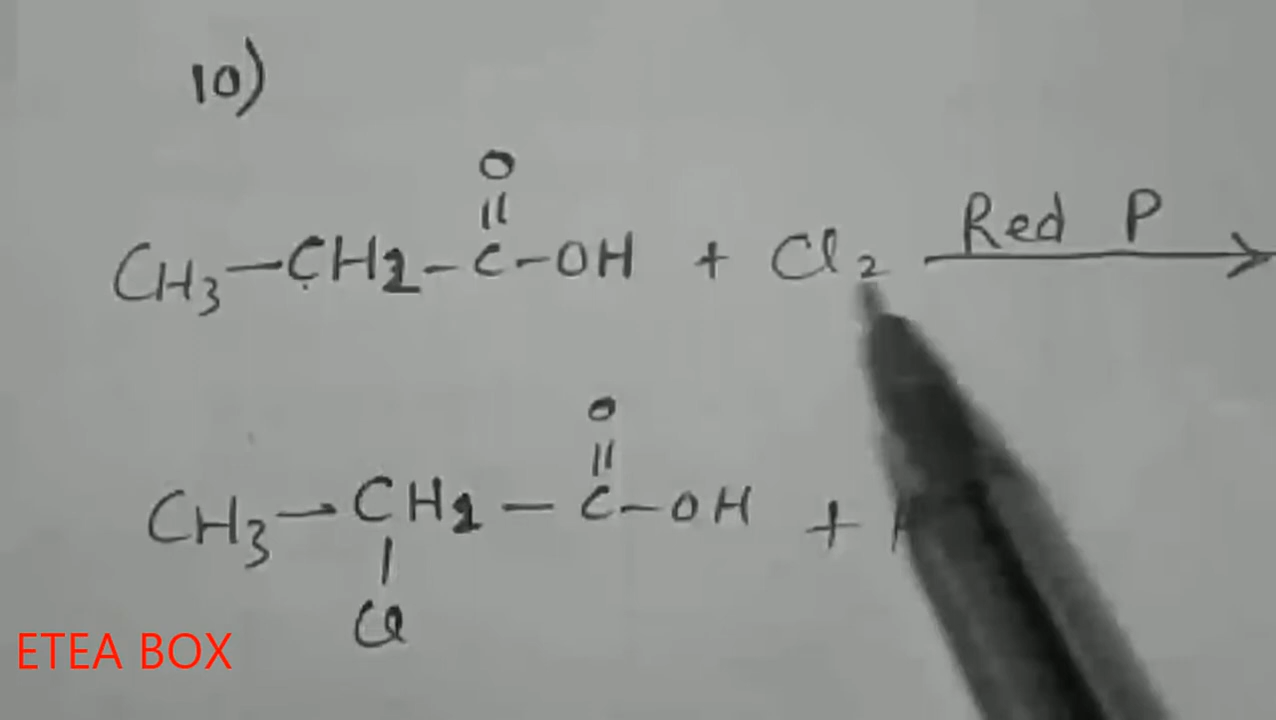 10)
O
||
CH3—CH2—C—OH + Cl2 Red P →
O
||
CH3—CH2—C—OH +
|
Cl
ETEA BOX